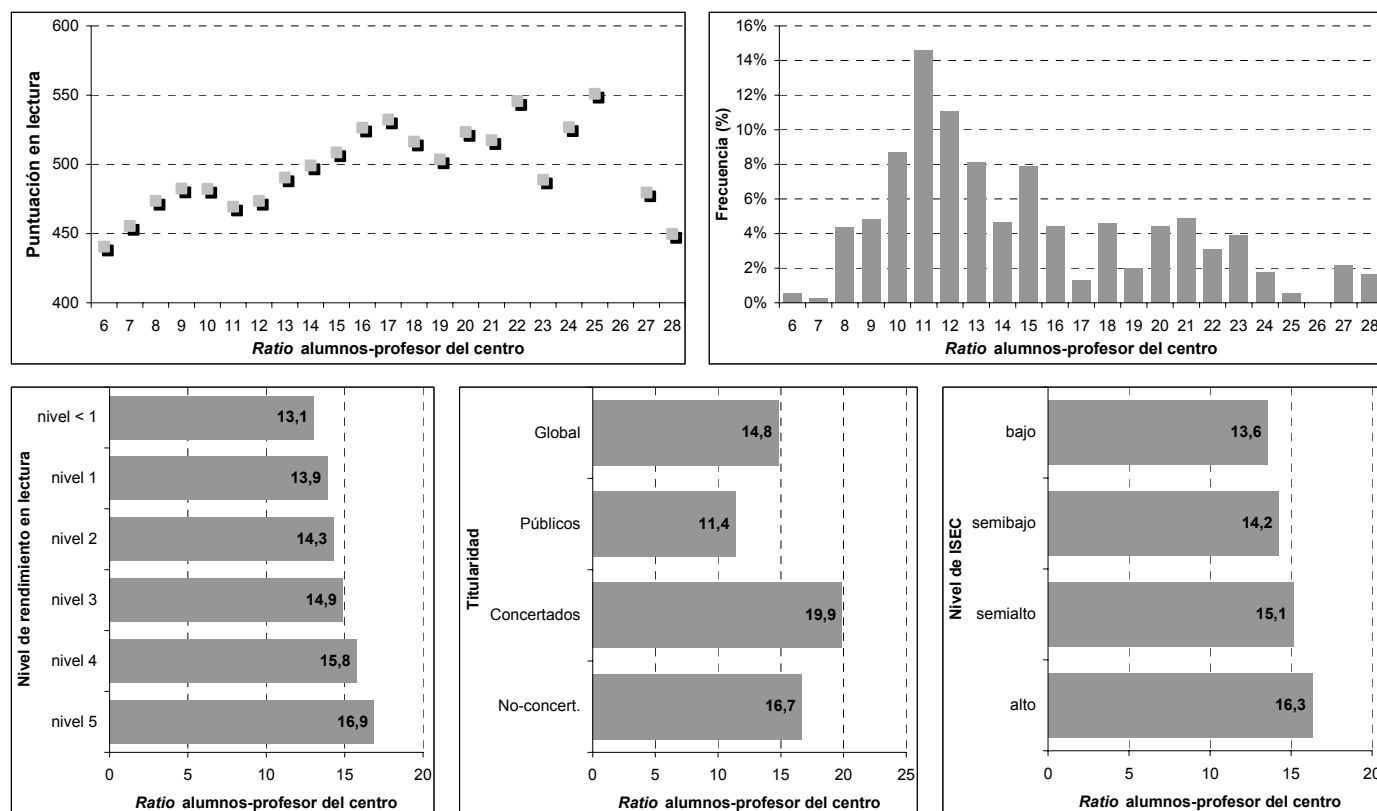 Puntuación en lectura
600
550
500
450
400
6 7 8 9 10 11 12 13 14 15 16 17 18 19 20 21 22 23 24 25 26 27 28
Ratio alumnos-profesor del centro
Frecuencia (%)
16%
14%
12%
10%
8%
6%
4%
2%
0%
6 7 8 9 10 11 12 13 14 15 16 17 18 19 20 21 22 23 24 25 26 27 28
Ratio alumnos-profesor del centro
Nivel de rendimiento en lectura
nivel < 1 13,1
nivel 1 13,9
nivel 2 14,3
nivel 3 14,9
nivel 4 15,8
nivel 5 16,9
0 5 10 15 20
Ratio alumnos-profesor del centro
Titularidad
Global 14,8
Públicos 11,4
Concertados 19,9
No-concert. 16,7
0 5 10 15 20 25
Ratio alumnos-profesor del centro
Nivel de ISEC
bajo 13,6
semibajo 14,2
semialto 15,1
alto 16,3
0 5 10 15 20
Ratio alumnos-profesor del centro